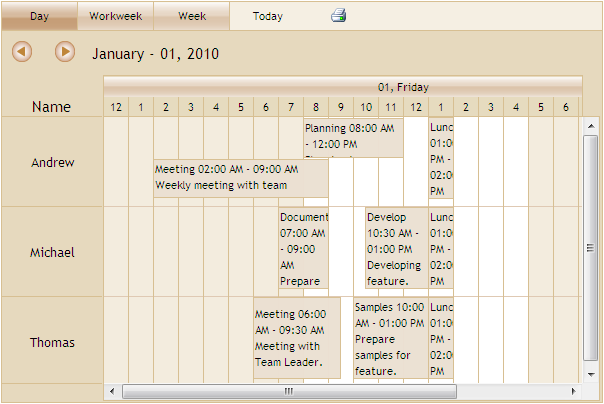 Day Workweek Week Today
January - 01, 2010
01, Friday
Name 12 1 2 3 4 5 6 7 8 9 10 11 12 1 2 3 4 5 6
Andrew
Planning 08:00 AM
- 12:00 PM
Meeting 02:00 AM - 09:00 AM
Weekly meeting with team
Lunc
01:00
PM -
02:00
PM
Michael
Document
07:00 AM
- 09:00
AM
Prepare
Develop
10:30 AM -
01:00 PM
Developing
feature.
Lunc
01:00
PM -
02:00
PM
Thomas
Meeting 06:00
AM - 09:30 AM
Meeting with
Team Leader.
Samples 10:00
AM - 01:00 PM
Prepare
samples for
feature.
Lunc
01:00
PM -
02:00
PM